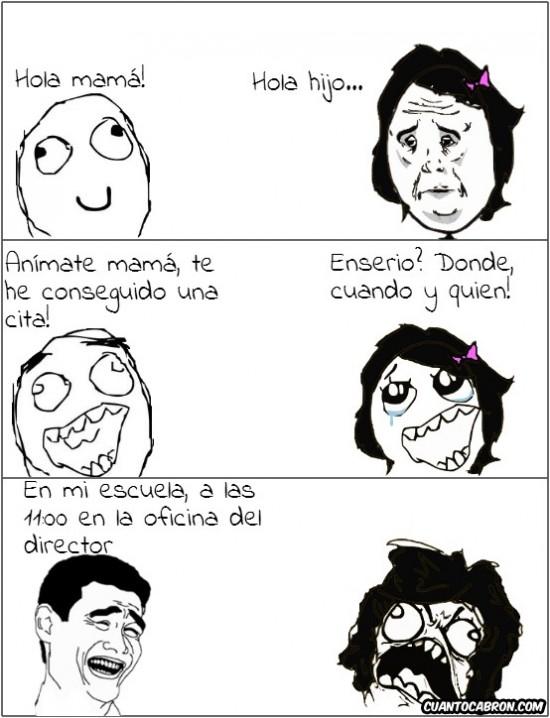 Hola mamá!
Hola hijo...
Anímate mamá, te
he conseguido una
cita!
Enserio? Donde,
cuando y quien!
En mi escuela, a las
11:00 en la oficina del
director
CUANTOCABRON.COM